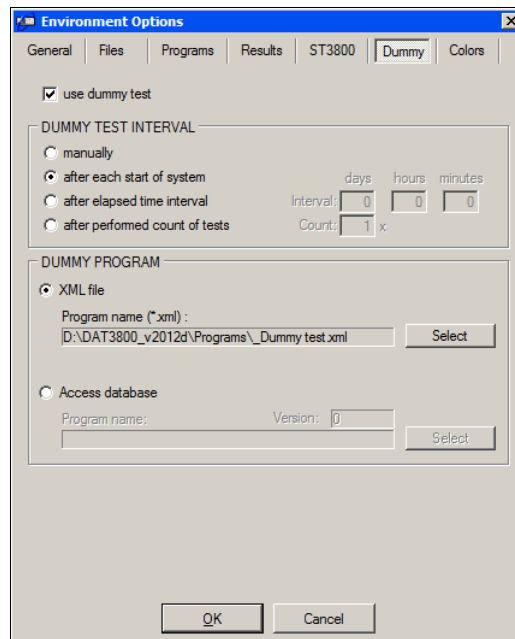 Environment Options
General Files Programs Results ST3800 Dummy Colors
use dummy test
DUMMY TEST INTERVAL
manually
after each start of system days hours minutes
after elapsed time interval Interval: 0 0 0
after performed count of tests Count: 1 x
DUMMY PROGRAM
XML file
Program name (*.xml) :
D:\DAT3800_v2012d\Programs\_Dummy test.xml Select
Access database
Program name: Version: 0
Select
OK Cancel